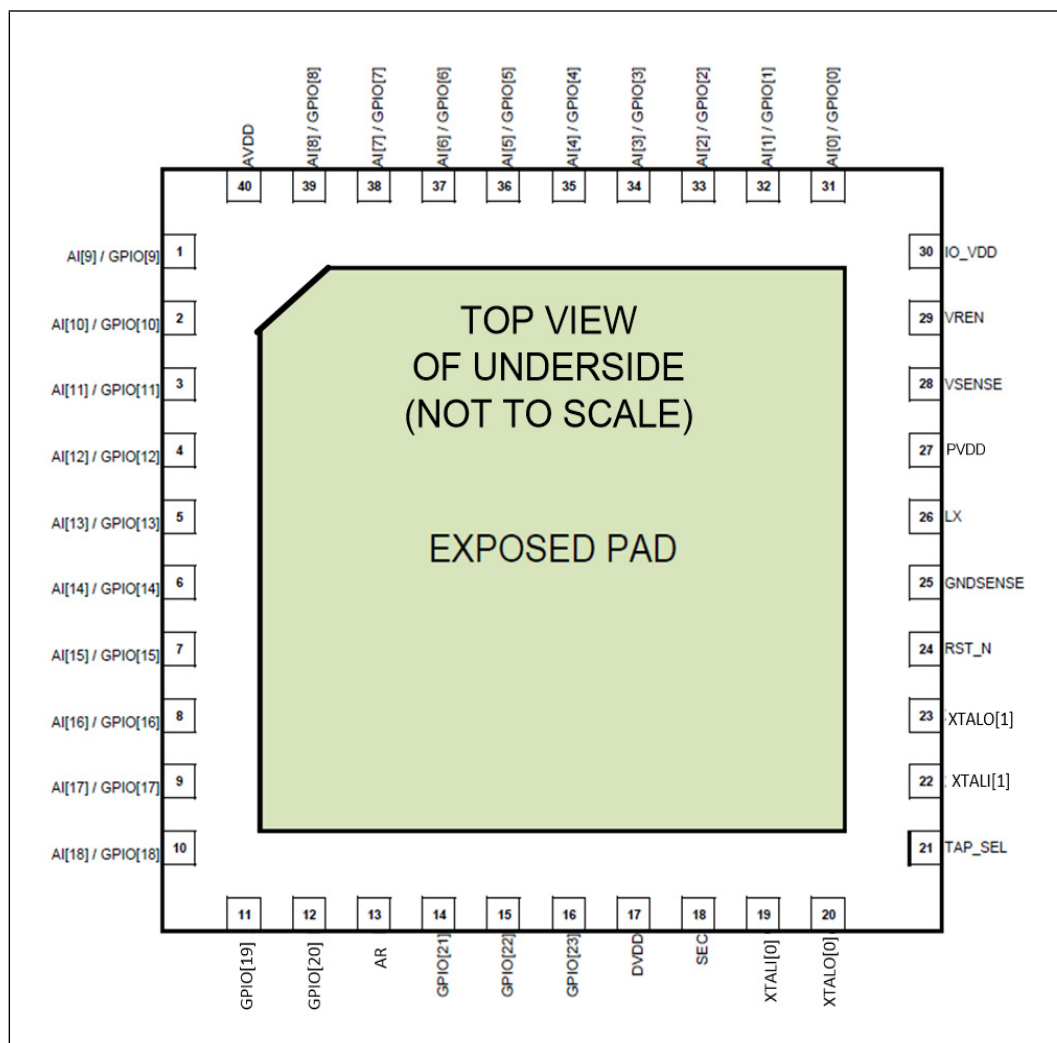 AVDD
AI[8] / GPIO[8]
AI[7] / GPIO[7]
AI[6] / GPIO[6]
AI[5] / GPIO[5]
AI[4] / GPIO[4]
AI[3] / GPIO[3]
AI[2] / GPIO[2]
AI[1] / GPIO[1]
AI[0] / GPIO[0]
40 39 38 37 36 35 34 33 32 31
AI[9] / GPIO[9] 1
AI[10] / GPIO[10] 2
AI[11] / GPIO[11] 3
AI[12] / GPIO[12] 4
AI[13] / GPIO[13] 5
AI[14] / GPIO[14] 6
AI[15] / GPIO[15] 7
AI[16] / GPIO[16] 8
AI[17] / GPIO[17] 9
AI[18] / GPIO[18] 10
TOP VIEW
OF UNDERSIDE
(NOT TO SCALE)
EXPOSED PAD
30 IO_VDD
29 VREN
28 VSENSE
27 PVDD
26 LX
25 GNDSENSE
24 RST_N
23 XTALO[1]
22 XTALI[1]
21 TAP_SEL
11 12 13 14 15 16 17 18 19 20
GPIO[19]
GPIO[20]
AR
GPIO[21]
GPIO[22]
GPIO[23]
DVDD
SEC
XTALI[0]
XTALO[0]